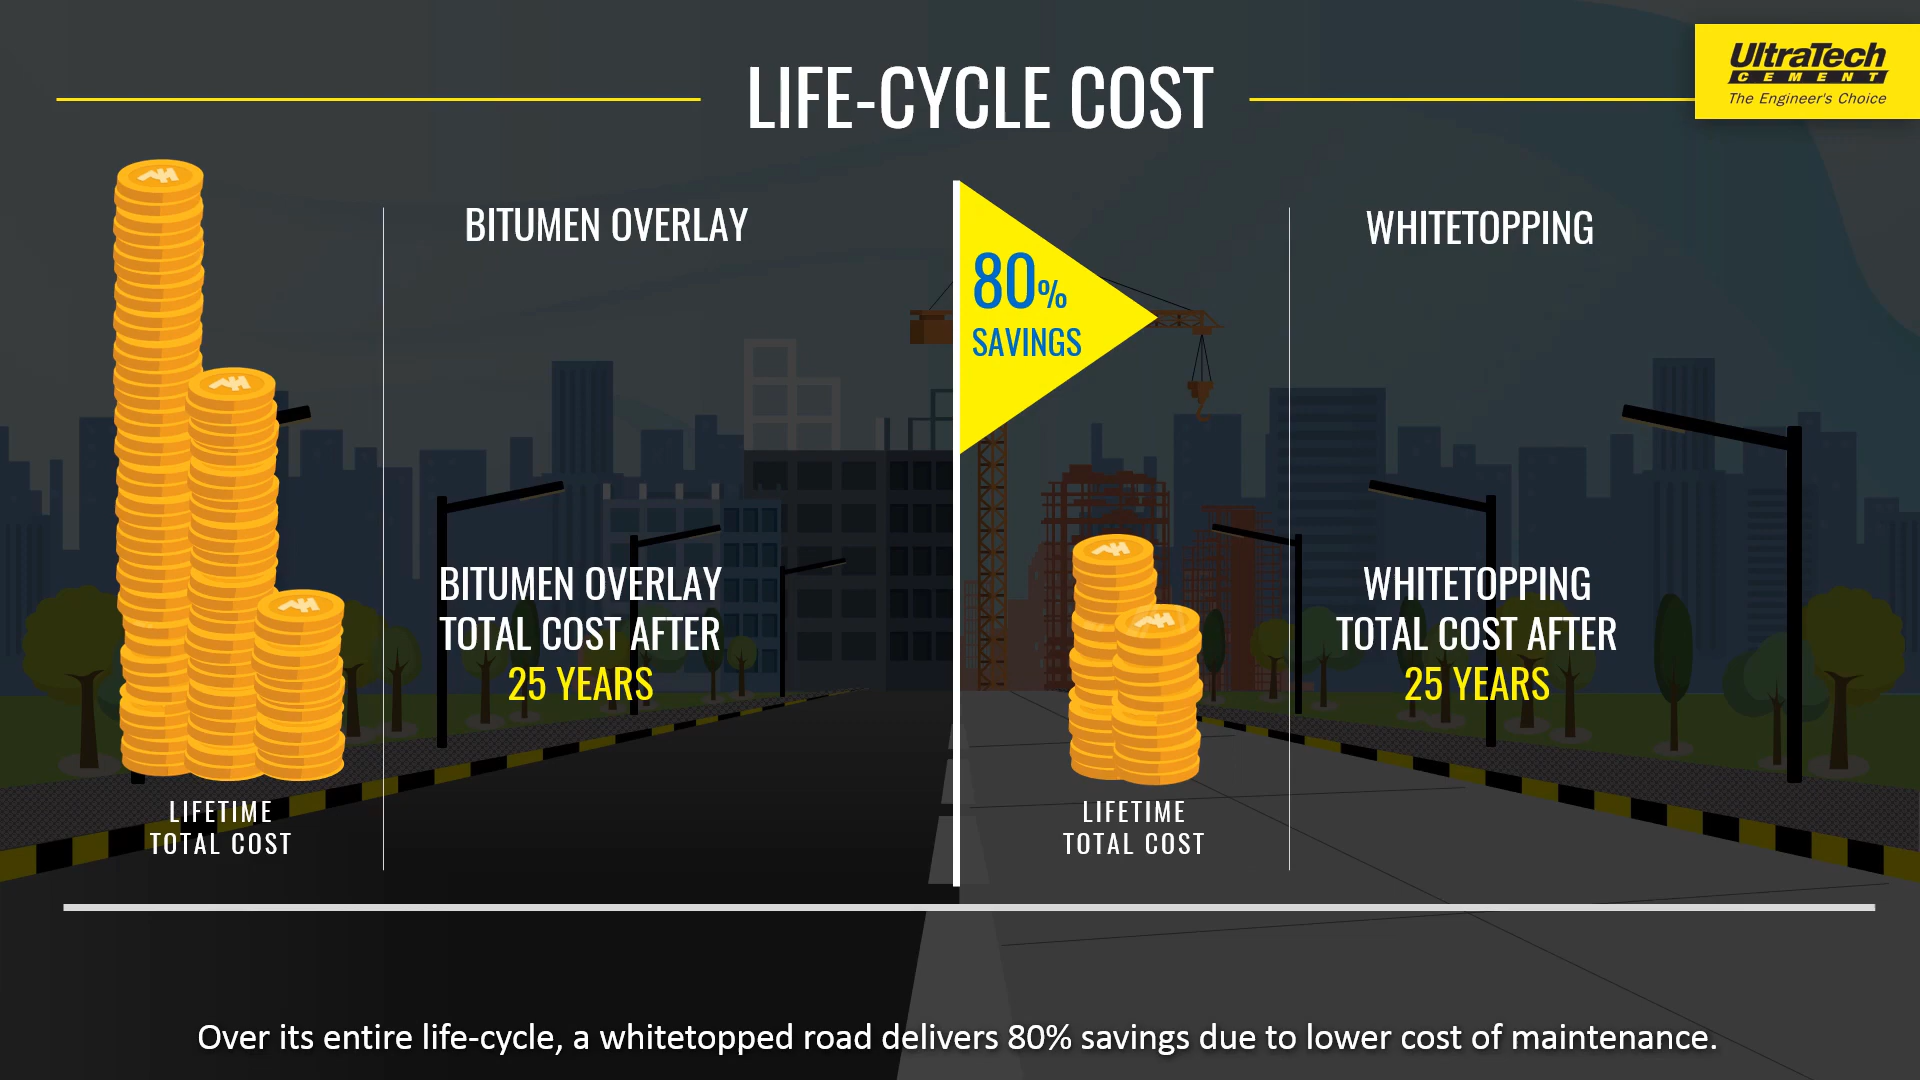 LIFE-CYCLE COST
UltraTech
CEMENT
The Engineer's Choice
BITUMEN OVERLAY
80%
SAVINGS
WHITETOPPING
BITUMEN OVERLAY
TOTAL COST AFTER
25 YEARS
WHITETOPPING
TOTAL COST AFTER
25 YEARS
LIFETIME
TOTAL COST
LIFETIME
TOTAL COST
Over its entire life-cycle, a whitetopped road delivers 80% savings due to lower cost of maintenance.